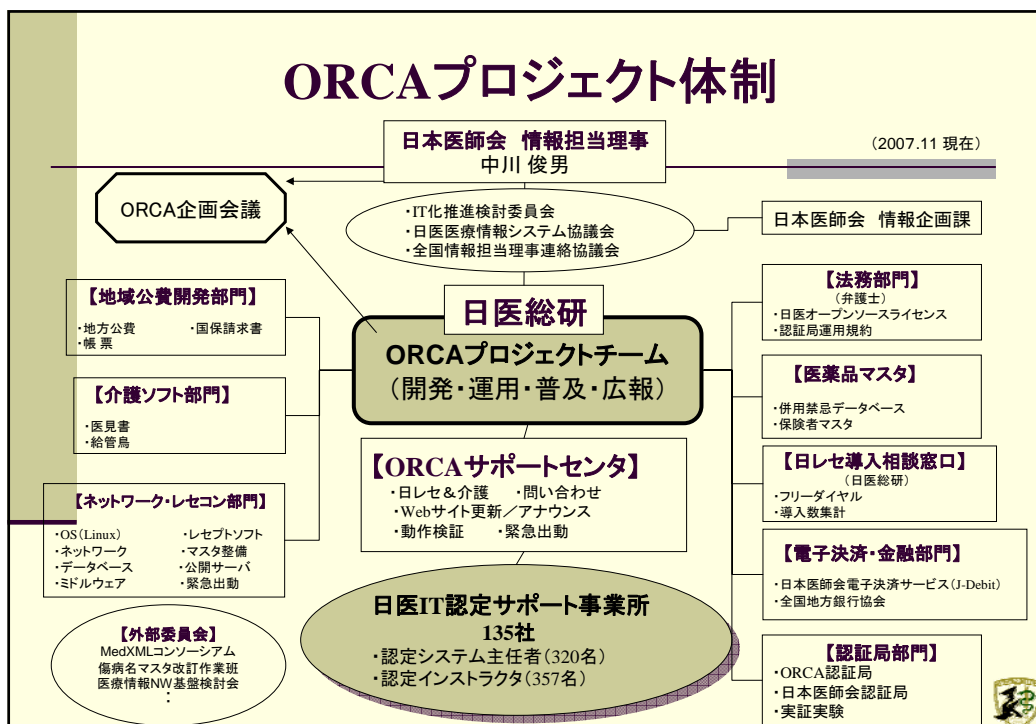 ORCAプロジェクト体制
日本医師会 情報担当理事
中川 俊男
（2007.11 現在）
ORCA企画会議
・IT化推進検討委員会
・日医医療情報システム協議会
・全国情報担当理事連絡協議会
日本医師会 情報企画課
【地域公費開発部門】
・地方公費 ・国保請求書
・帳 票
日医総研
ORCAプロジェクトチーム
（開発・運用・普及・広報）
【法務部門】
（弁護士）
・日医オープンソースライセンス
・認証局運用規約
【介護ソフト部門】
・医見書
・給管鳥
【医薬品マスタ】
・併用禁忌データベース
・保険者マスタ
【ORCAサポートセンタ】
・日レセ＆介護 ・問い合わせ
・Webサイト更新／アナウンス
・動作検証 ・緊急出動
【日レセ導入相談窓口】
（日医総研）
・フリーダイヤル
・導入数集計
【ネットワーク・レセコン部門】
・OS（Linux） ・レセプトソフト
・ネットワーク ・マスタ整備
・データベース ・公開サーバ
・ミドルウェア ・緊急出動
【電子決済・金融部門】
・日本医師会電子決済サービス（J-Debit）
・全国地方銀行協会
日医IT認定サポート事業所
135社
・認定システム主任者（320名）
・認定インストラクタ（357名）
【外部委員会】
MedXMLコンソーシアム
傷病名マスタ改訂作業班
医療情報NW基盤検討会
：
【認証局部門】
・ORCA認証局
・日本医師会認証局
・実証実験